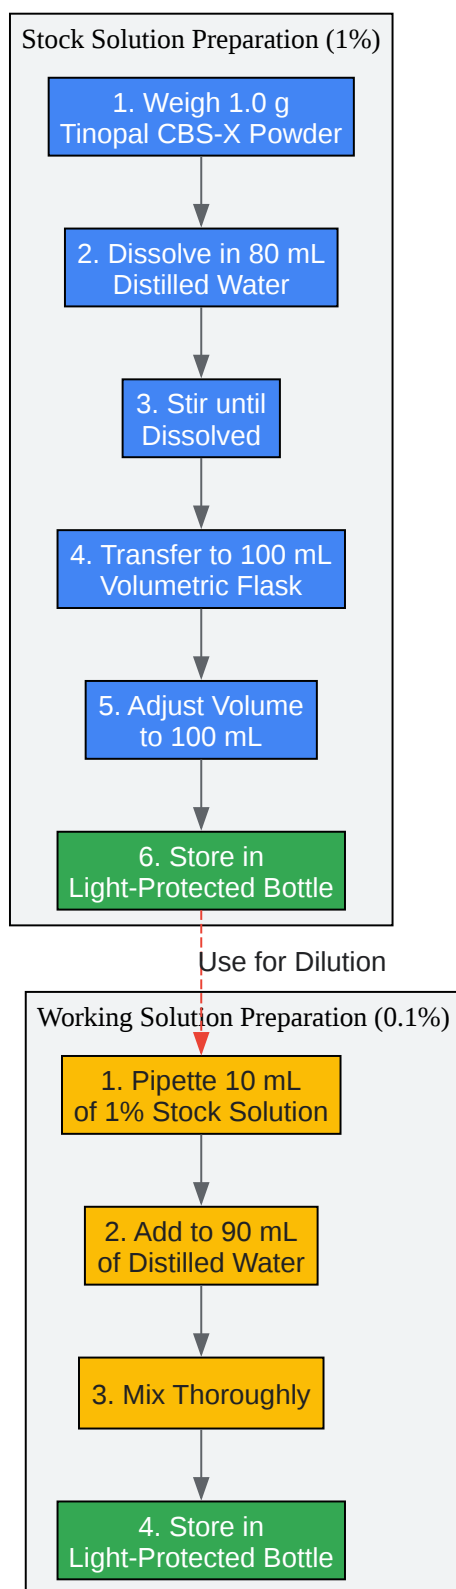 Stock Solution Preparation (1%)
1. Weigh 1.0 g
Tinopal CBS-X Powder
2. Dissolve in 80 mL
Distilled Water
3. Stir until
Dissolved
4. Transfer to 100 mL
Volumetric Flask
5. Adjust Volume
to 100 mL
6. Store in
Light-Protected Bottle
Use for Dilution
Working Solution Preparation (0.1%)
1. Pipette 10 mL
of 1% Stock Solution
2. Add to 90 mL
of Distilled Water
3. Mix Thoroughly
4. Store in
Light-Protected Bottle